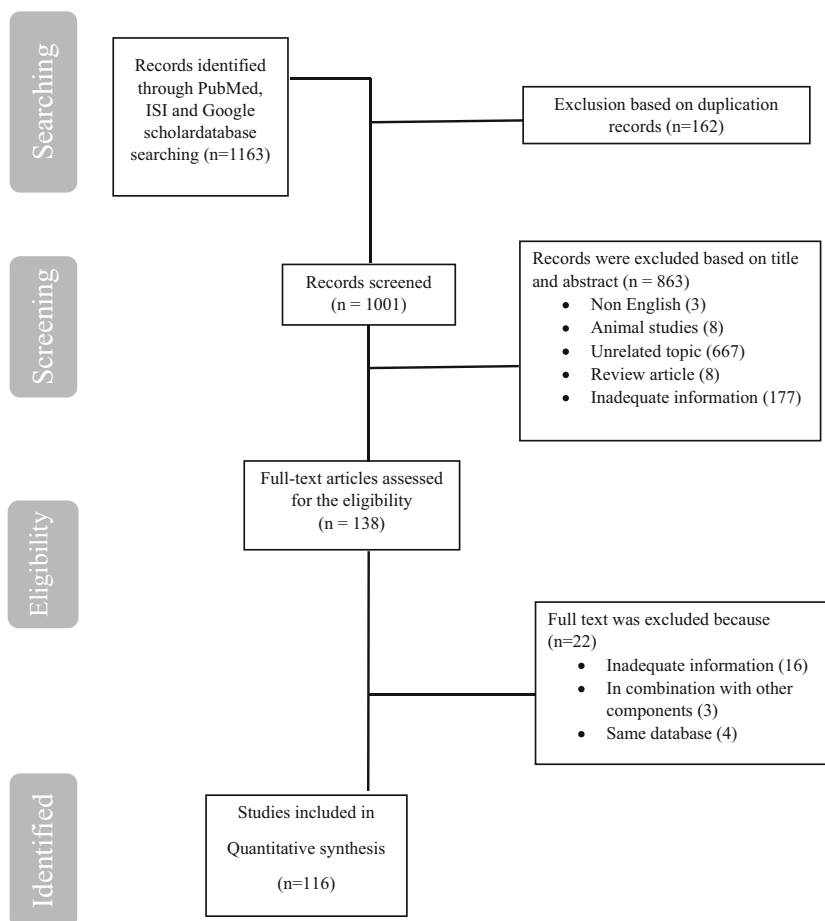 Searching
Records identified
through PubMed,
ISI and Google
scholardatabase
searching (n=1163)
Exclusion based on duplication
records (n=162)
Screening
Records screened
(n = 1001)
Records were excluded based on title
and abstract (n = 863)
• Non English (3)
• Animal studies (8)
• Unrelated topic (667)
• Review article (8)
• Inadequate information (177)
Eligibility
Full-text articles assessed
for the eligibility
(n = 138)
Full text was excluded because
(n=22)
• Inadequate information (16)
• In combination with other
components (3)
• Same database (4)
Identified
Studies included in
Quantitative synthesis
(n=116)